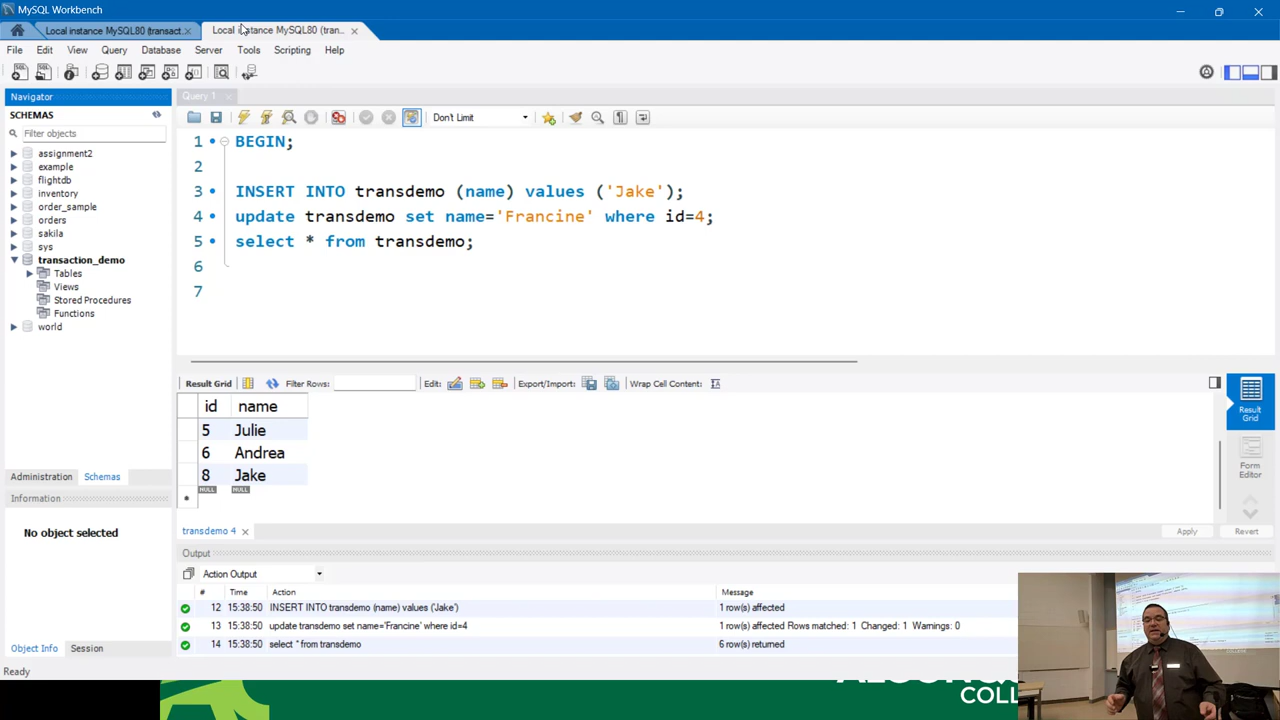 MySQL Workbench
Local instance MySQL80 (transact...
Local instance MySQL80 (tran...
File Edit View Query Database Server Tools Scripting Help
Navigator
SCHEMAS
Filter objects
assignment2
example
flightdb
inventory
order_sample
orders
sakila
sys
transaction_demo
Tables
Views
Stored Procedures
Functions
world
Administration Schemas
Information
No object selected
Object Info Session
Ready
Query 1
Don't Limit
1 BEGIN;
2
3 INSERT INTO transdemo (name) values ('Jake');
4 update transdemo set name='Francine' where id=4;
5 select * from transdemo;
6
7
Result Grid Filter Rows: Edit: Export/Import: Wrap Cell Content:
id name
5 Julie
6 Andrea
8 Jake
NULL NULL
Result Grid
Form Editor
transdemo 4
Apply Revert
Output
Action Output
# Time Action Message
12 15:38:50 INSERT INTO transdemo (name) values ('Jake') 1 row(s) affected
13 15:38:50 update transdemo set name='Francine' where id=4 1 row(s) affected Rows matched: 1 Changed: 1 Warnings: 0
14 15:38:50 select * from transdemo 6 row(s) returned